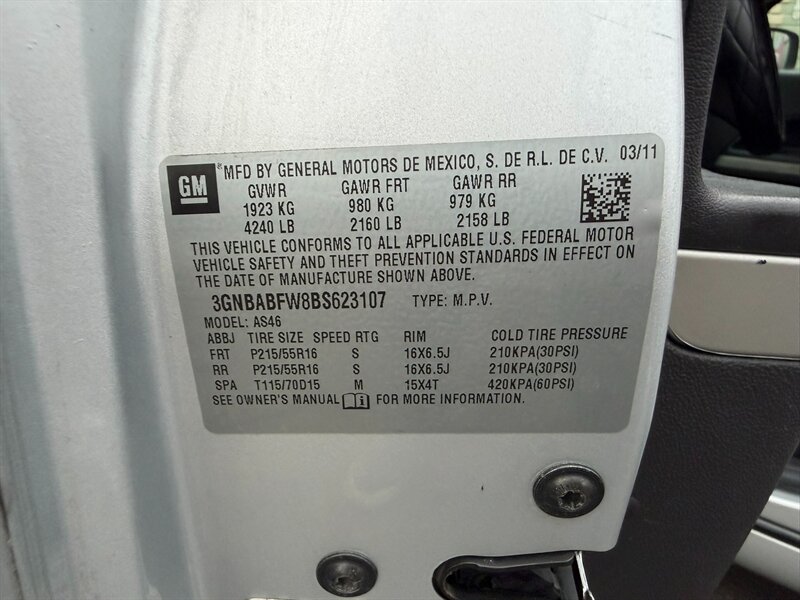 GM
MFD BY GENERAL MOTORS DE MEXICO, S. DE R.L. DE C.V. 03/11
GVWR GAWR FRT GAWR RR
1923 KG 980 KG 979 KG
4240 LB 2160 LB 2158 LB
THIS VEHICLE CONFORMS TO ALL APPLICABLE U.S. FEDERAL MOTOR
VEHICLE SAFETY AND THEFT PREVENTION STANDARDS IN EFFECT ON
THE DATE OF MANUFACTURE SHOWN ABOVE.
3GNBABFW8BS623107 TYPE: M.P.V.
MODEL: AS46
ABBJ TIRE SIZE SPEED RTG RIM COLD TIRE PRESSURE
FRT P215/55R16 S 16X6.5J 210KPA(30PSI)
RR P215/55R16 S 16X6.5J 210KPA(30PSI)
SPA T115/70D15 M 15X4T 420KPA(60PSI)
SEE OWNER'S MANUAL FOR MORE INFORMATION.